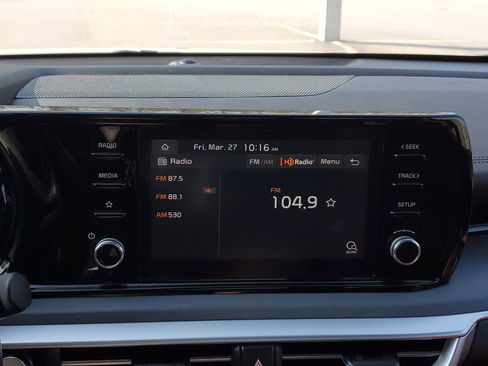 Fri, Mar. 27 10:16 AM
Radio FM/AM HD Radio Menu
FM 87.5
FM 88.1
AM 530
FM
104.9
SCAN
RADIO
MEDIA
< SEEK
TRACK >
SETUP